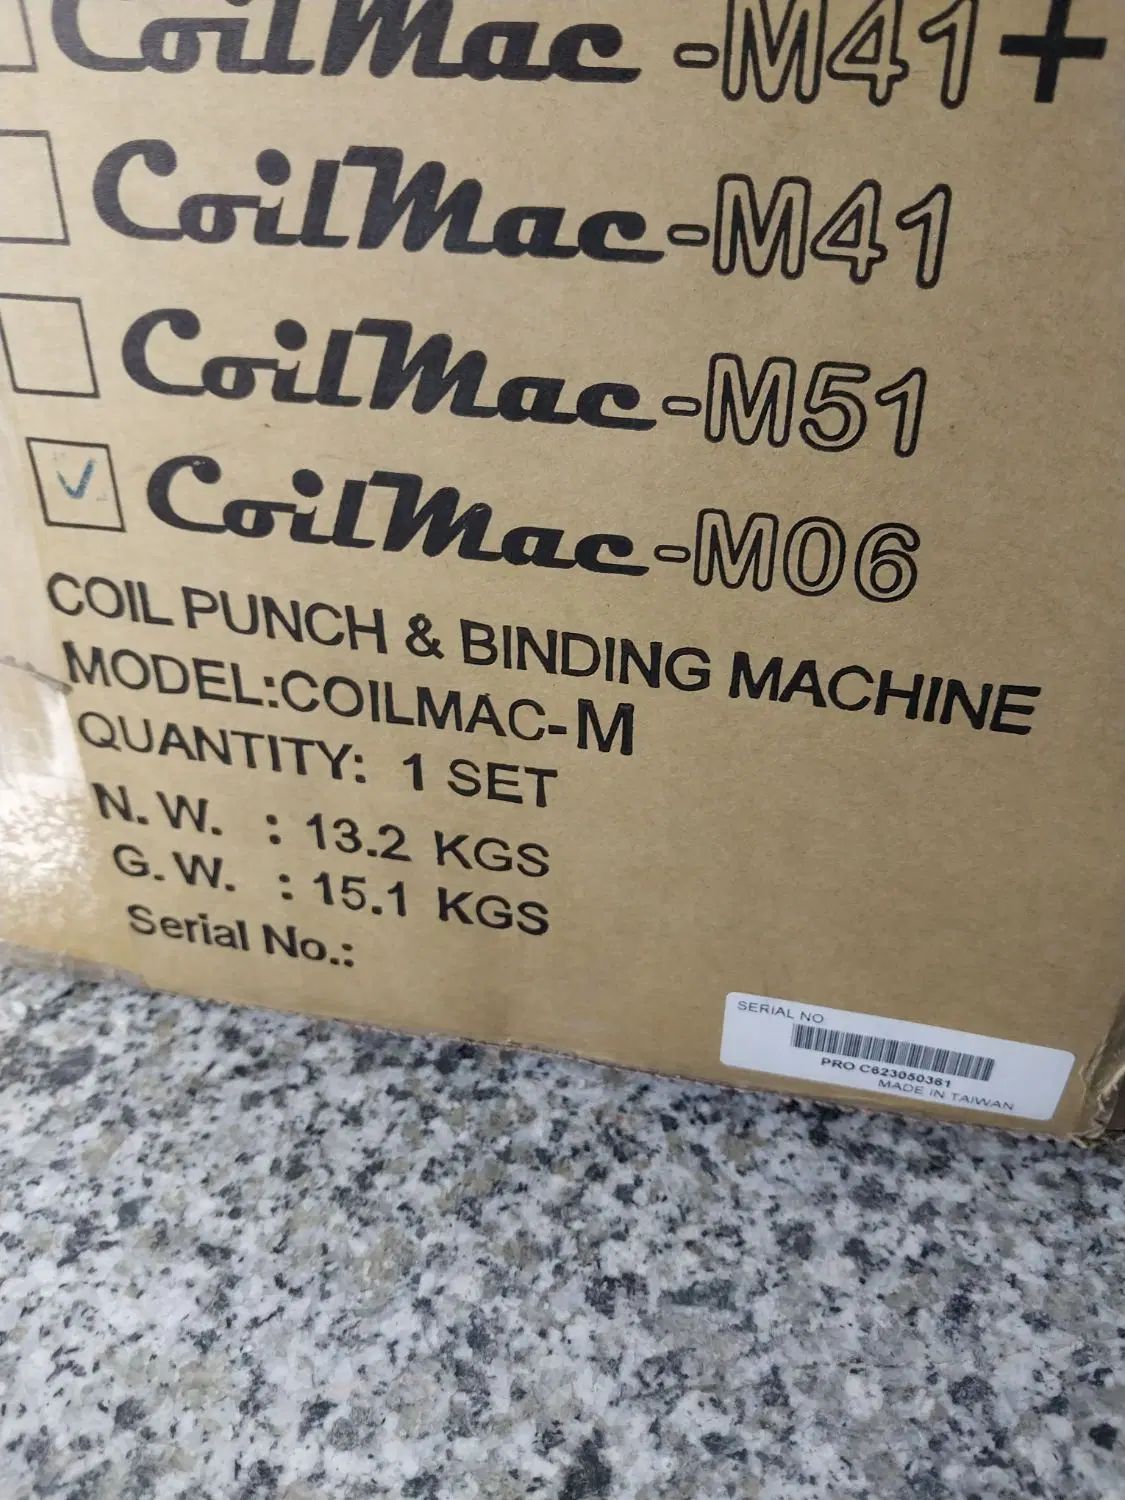 CoilMac -M41+
CoilMac-M41
CoilMac-M51
CoilMac-M06
COIL PUNCH & BINDING MACHINE
MODEL:COILMAC-M
QUANTITY: 1 SET
N. W. : 13.2 KGS
G. W. : 15.1 KGS
Serial No.:
SERIAL NO
PRO C623050361
MADE IN TAIWAN